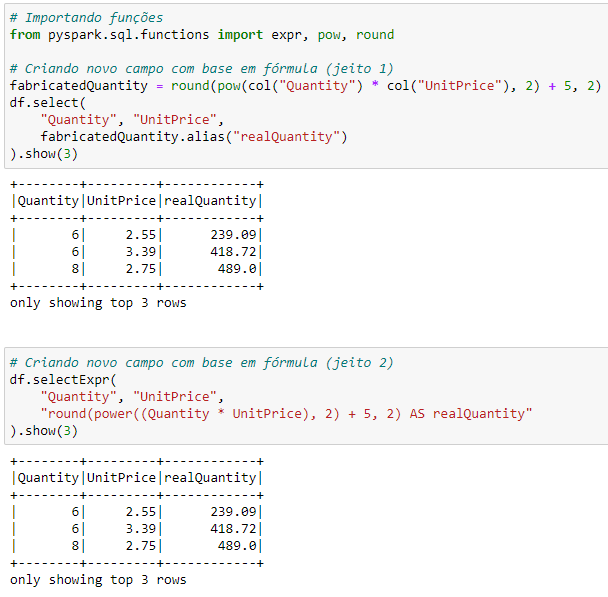 # Importando funções
from pyspark.sql.functions import expr, pow, round
# Criando novo campo com base em fórmula (jeito 1)
fabricatedQuantity = round(pow(col("Quantity") * col("UnitPrice"), 2) + 5, 2)
df.select(
    "Quantity", "UnitPrice",
    fabricatedQuantity.alias("realQuantity")
).show(3)
+--------+---------+------------+
|Quantity|UnitPrice|realQuantity|
+--------+---------+------------+
|       6|     2.55|      239.09|
|       6|     3.39|      418.72|
|       8|     2.75|       489.0|
+--------+---------+------------+
only showing top 3 rows
# Criando novo campo com base em fórmula (jeito 2)
df.selectExpr(
    "Quantity", "UnitPrice",
    "round(power((Quantity * UnitPrice), 2) + 5, 2) AS realQuantity"
).show(3)
+--------+---------+------------+
|Quantity|UnitPrice|realQuantity|
+--------+---------+------------+
|       6|     2.55|      239.09|
|       6|     3.39|      418.72|
|       8|     2.75|       489.0|
+--------+---------+------------+
only showing top 3 rows